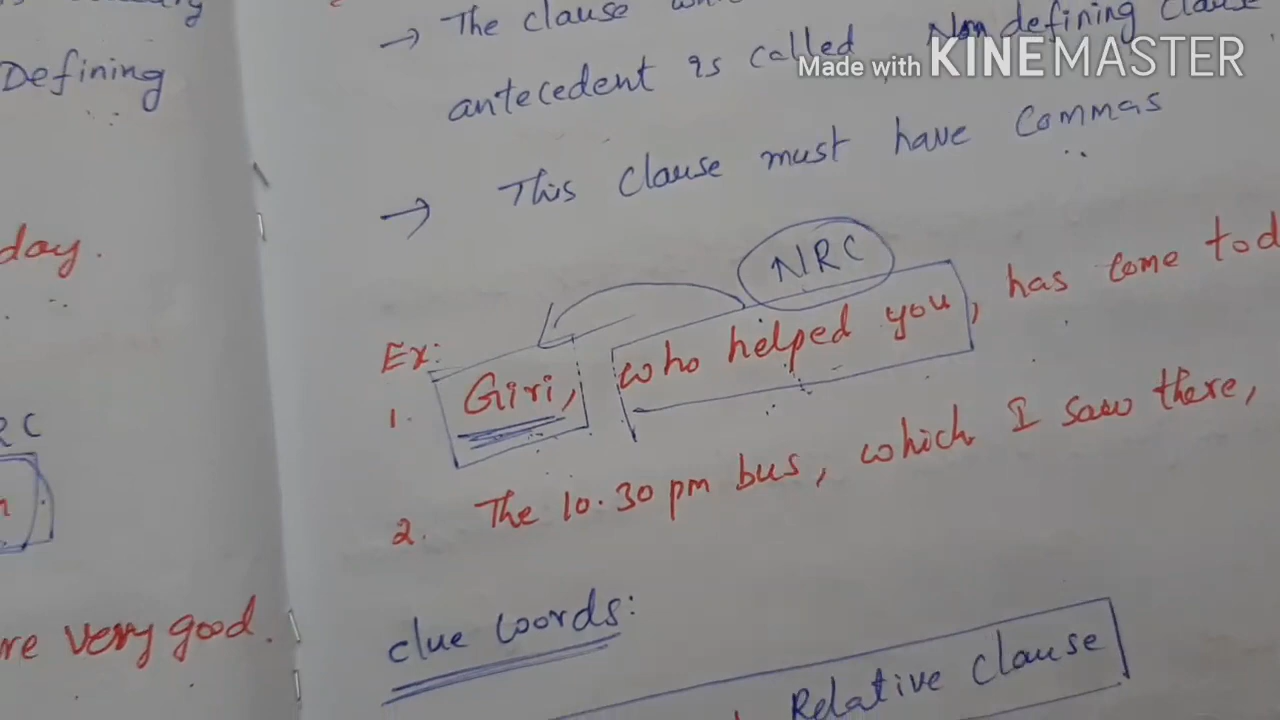 Defining
day.
RC
re very good.
→ The clause
antecedent is called Non defining clause
Made with KINEMASTER
→ This clause must have commas
NRC
Ex:
1. Giri, who helped you, has come tod
2. The 10.30 pm bus, which I saw there,
clue words:
Relative Clause